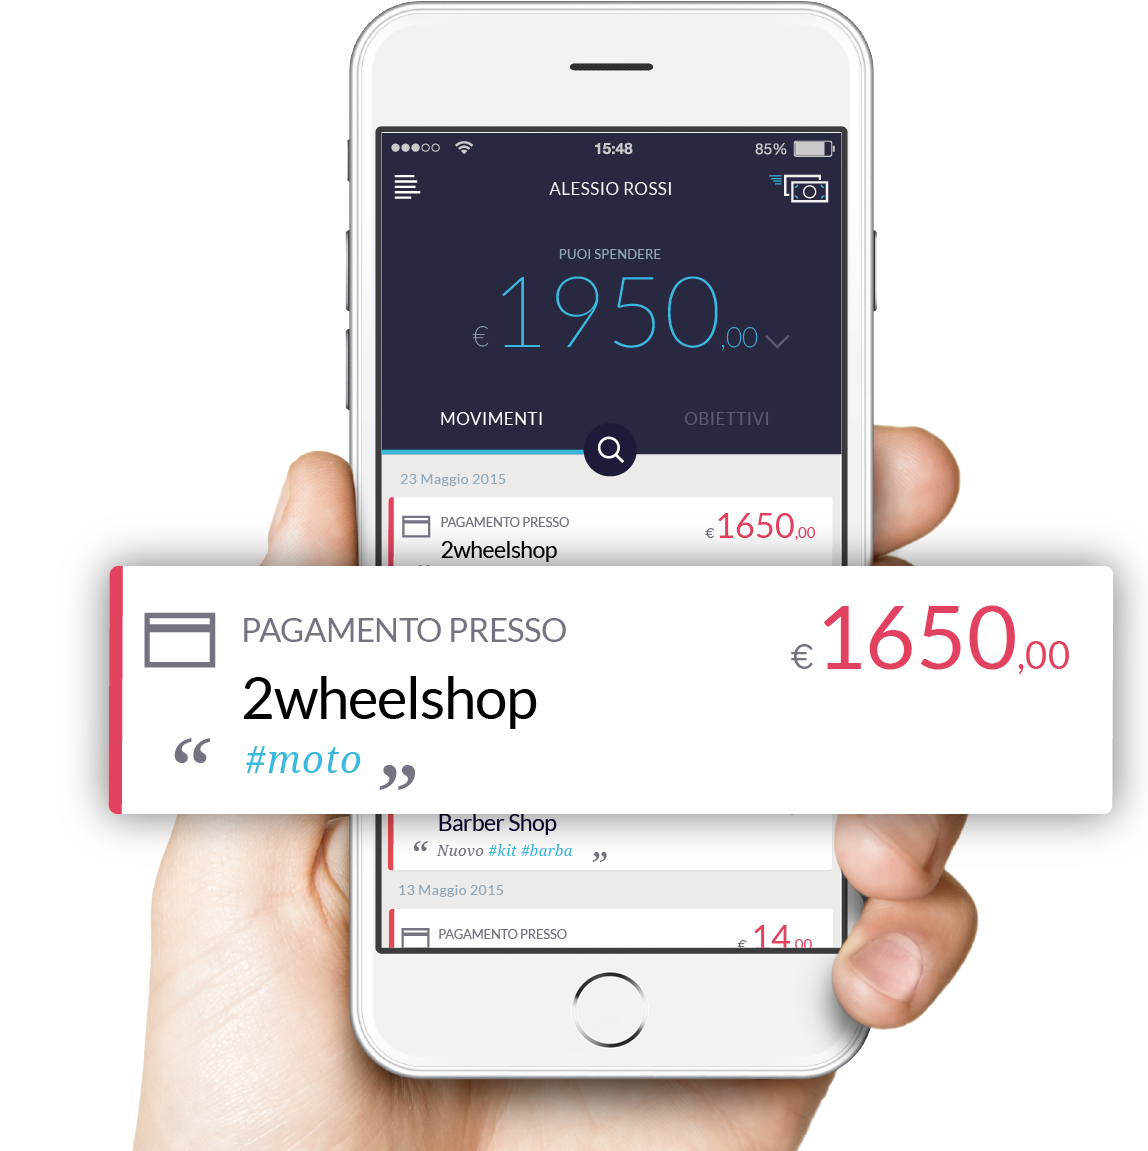 15:48
85%
ALESSIO ROSSI
PUOI SPENDERE
€ 1950,00
MOVIMENTI
OBIETTIVI
23 Maggio 2015
PAGAMENTO PRESSO
€ 1650,00
2wheelshop
PAGAMENTO PRESSO
€ 1650,00
2wheelshop
“ #moto ”
Barber Shop
“ Nuovo #kit #barba ”
13 Maggio 2015
PAGAMENTO PRESSO
€ 14,00